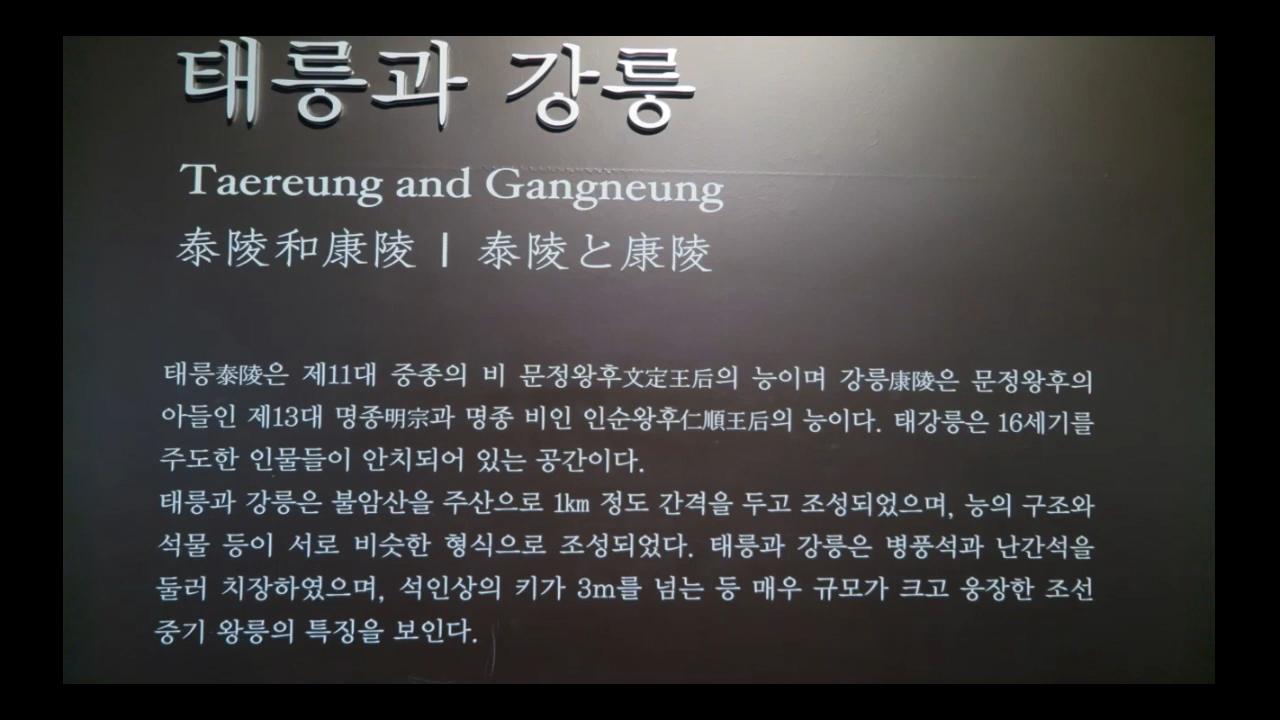 태릉과 강릉
Taereung and Gangneung
泰陵和康陵 | 泰陵と康陵
태릉泰陵은 제11대 중종의 비 문정왕후文定王后의 능이며 강릉康陵은 문정왕후의
아들인 제13대 명종明宗과 명종 비인 인순왕후仁順王后의 능이다. 태강릉은 16세기를
주도한 인물들이 안치되어 있는 공간이다.
태릉과 강릉은 불암산을 주산으로 1㎞ 정도 간격을 두고 조성되었으며, 능의 구조와
석물 등이 서로 비슷한 형식으로 조성되었다. 태릉과 강릉은 병풍석과 난간석을
둘러 치장하였으며, 석인상의 키가 3m를 넘는 등 매우 규모가 크고 웅장한 조선
중기 왕릉의 특징을 보인다.